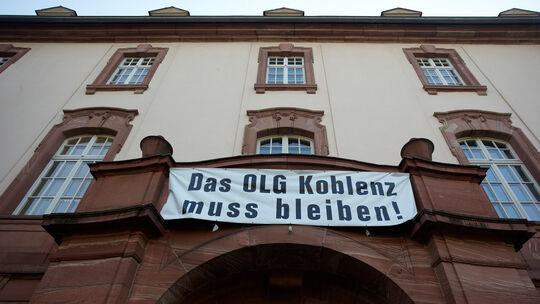 Das OLG Koblenz
muss bleiben!